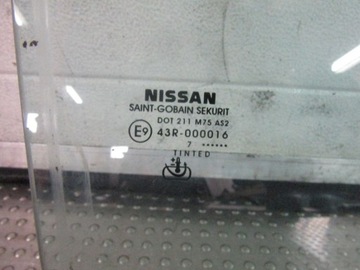 NISSAN
SAINT-GOBAIN SEKURIT
DOT 211 M75 AS2
E9 43R-000016
7 ......
TINTED